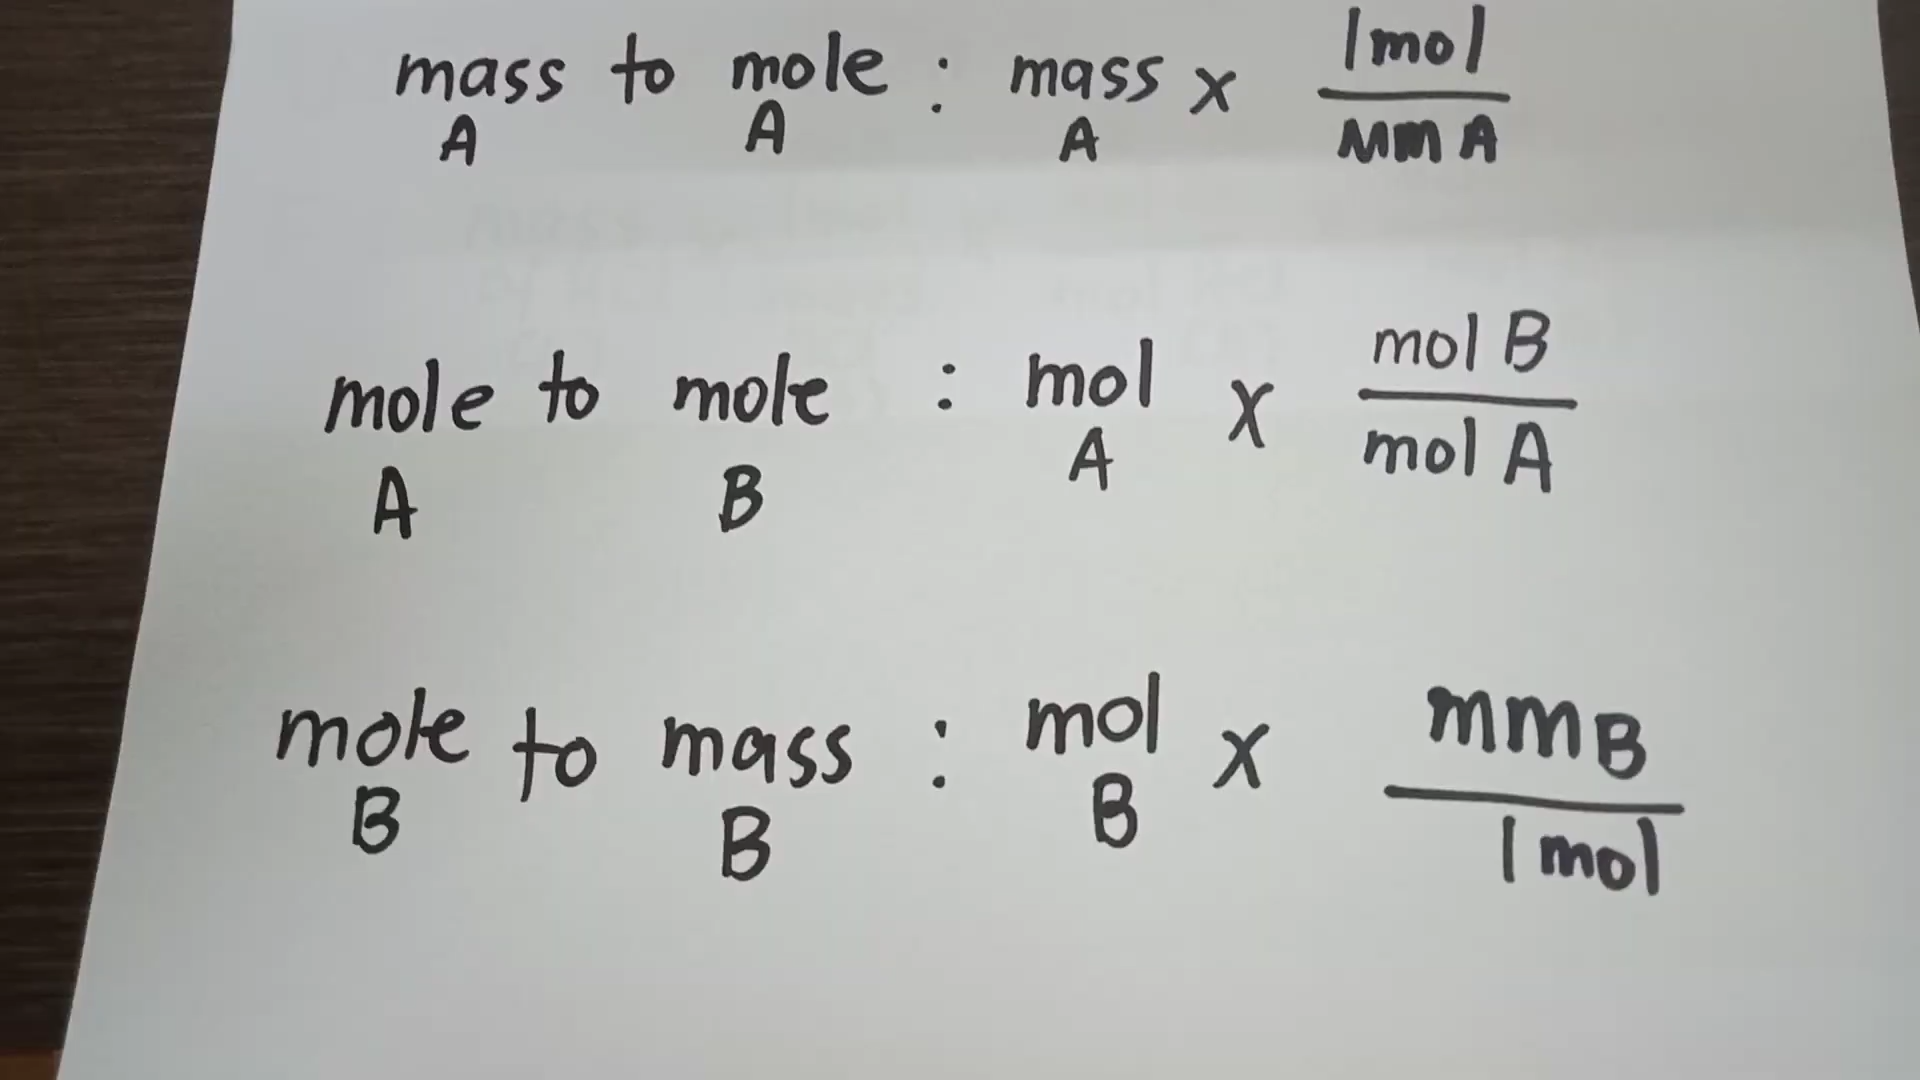 mass to mole : mass x 1mol
A A A MM A
mole to mole : mol x mol B
A B A mol A
mole to mass : mol x MMB
B B B 1mol